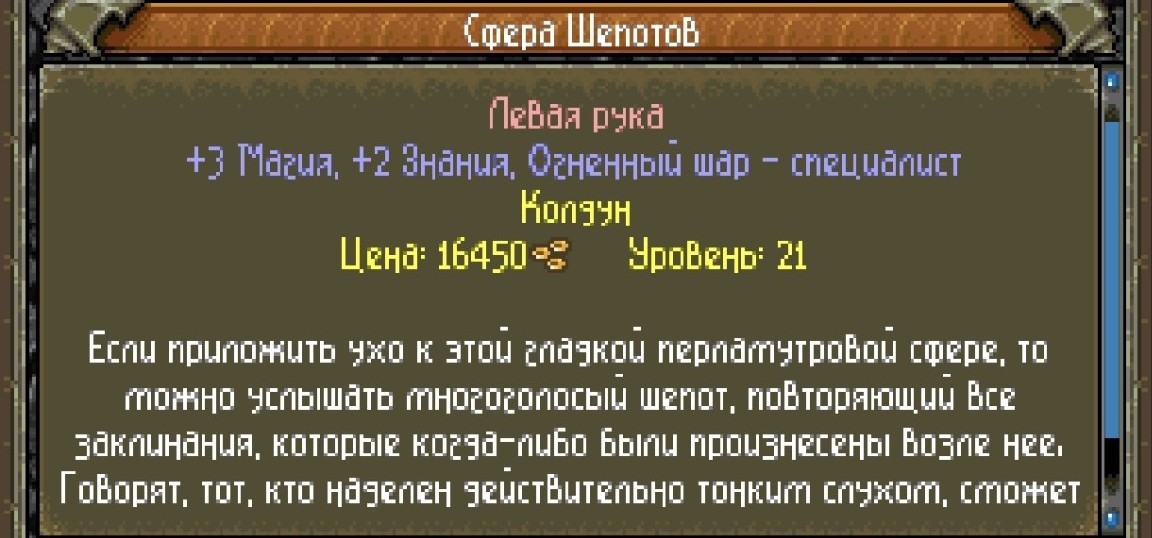 Сфера Шепотов
Левая рука
+3 Магия, +2 Знания, Огненный шар - специалист
Колдун
Цена: 16450 Уровень: 21
Если приложить ухо к этой гладкой перламутровой сфере, то
можно услышать многоголосый шепот, повторяющий все
заклинания, которые когда-либо были произнесены возле нее.
Говорят, тот, кто наделен действительно тонким слухом, сможет